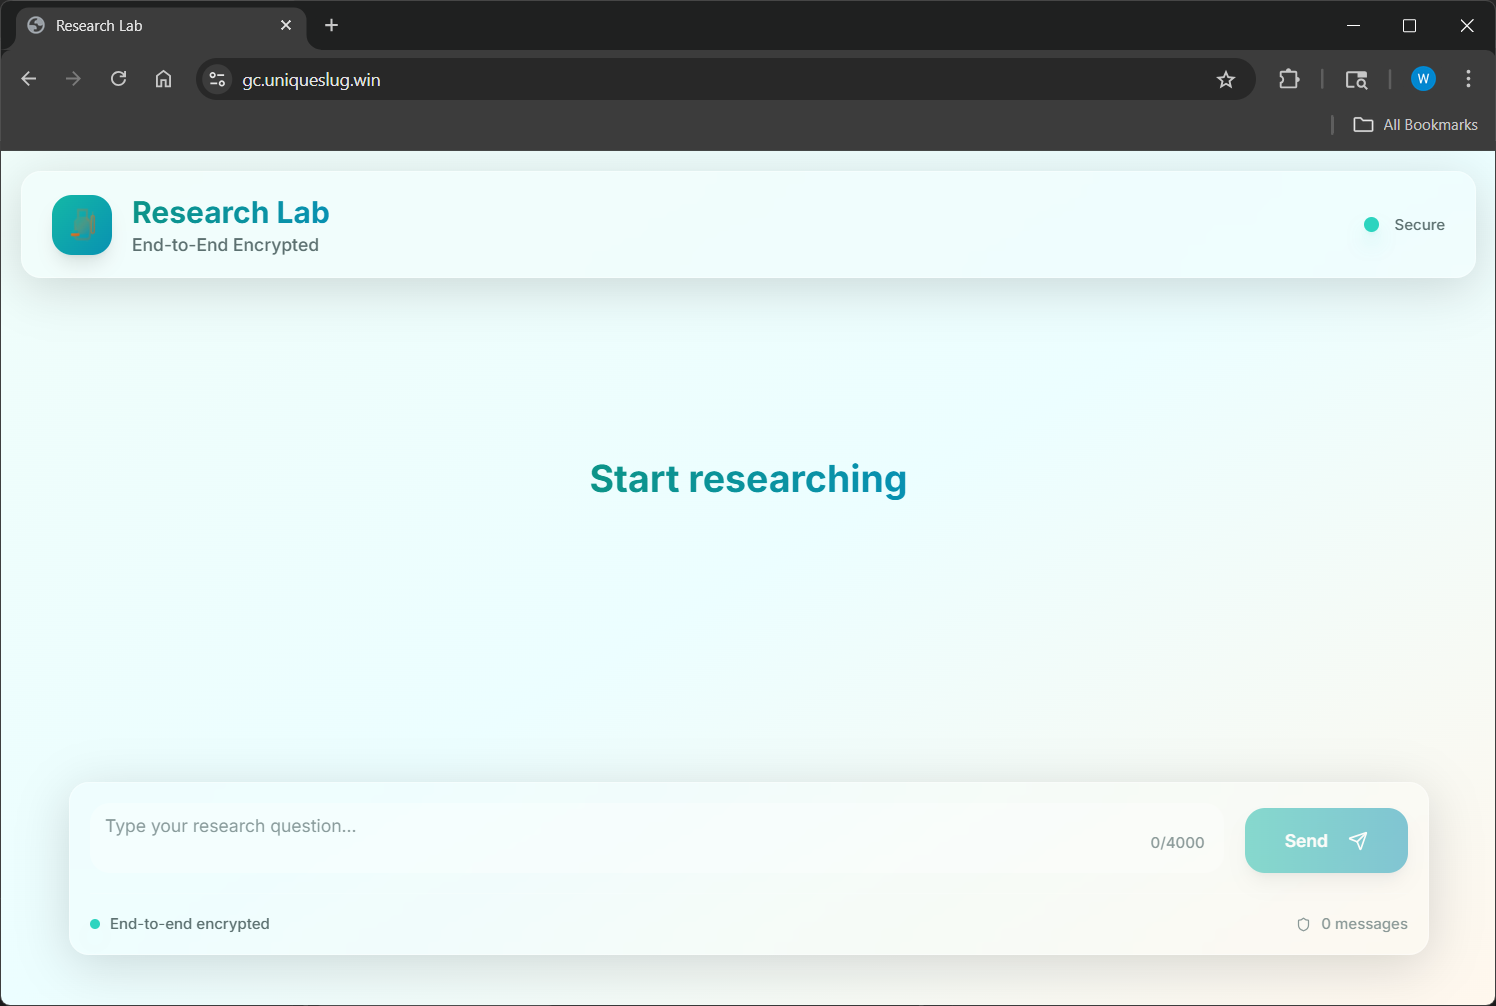 Research Lab
gc.uniqueslug.win
W
All Bookmarks
Research Lab
End-to-End Encrypted
Secure
Start researching
Type your research question...
0/4000
Send
End-to-end encrypted
0 messages